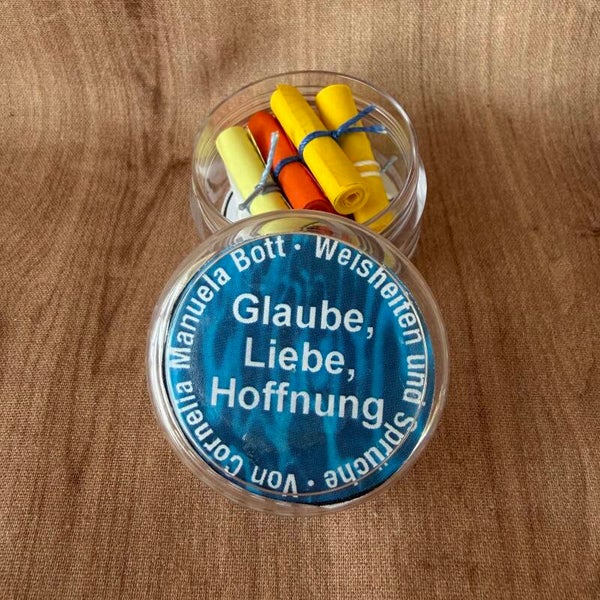 Glaube,
Liebe,
Hoffnung
Weisheiten und Sprüche · Von Cornelia Manuela Bott ·